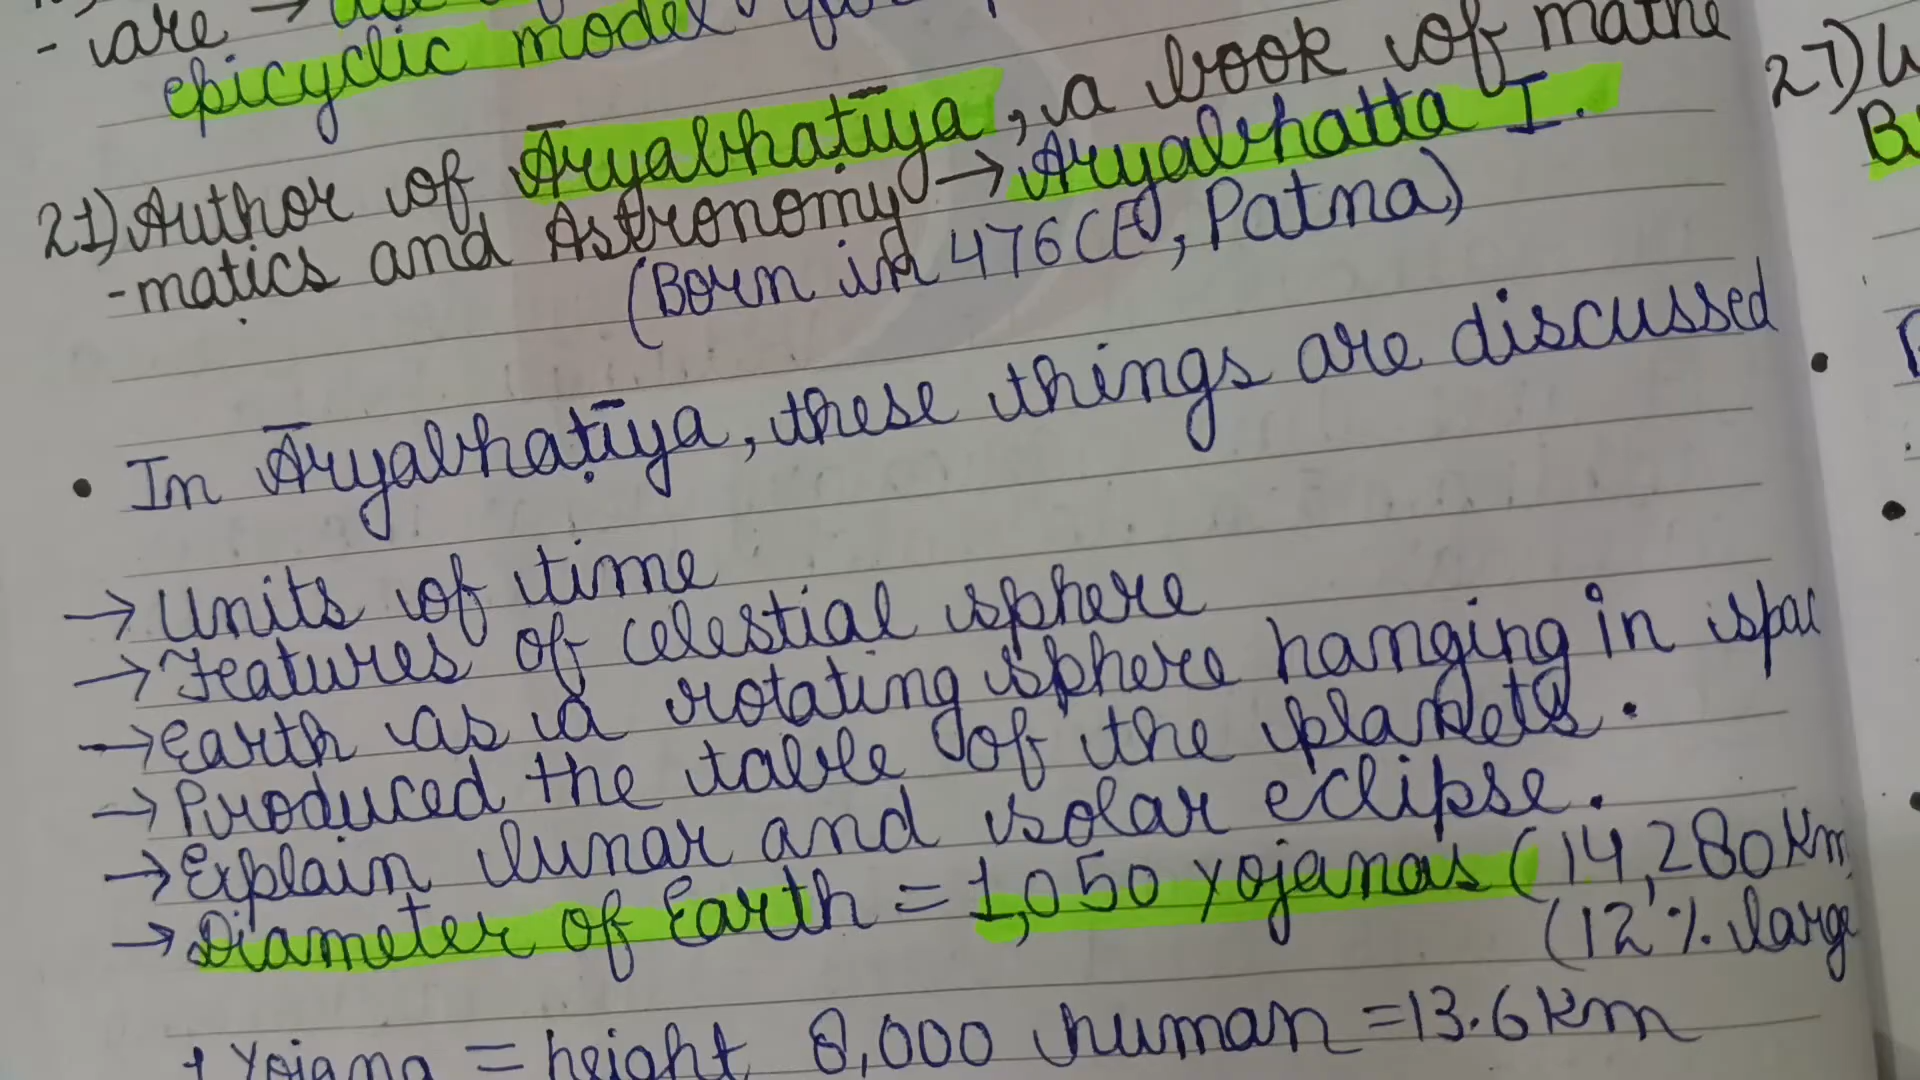 - are →
epicyclic model
21) Author of Āryabhaṭīya, a book of mathe
-matics and Astronomy → Aryabhatta I.
(Born in 476 CE, Patna)
• In Āryabhaṭīya, these things are discussed
→ Units of time
→ Features of celestial sphere
→ Earth as a rotating sphere hanging in spac
→ Produced the table of the planets.
→ Explain lunar and solar eclipse.
→ Diameter of Earth = 1,050 yojanas (14,280 Km
(12% large
1 yojana = height 8,000 human = 13.6 Km
27)